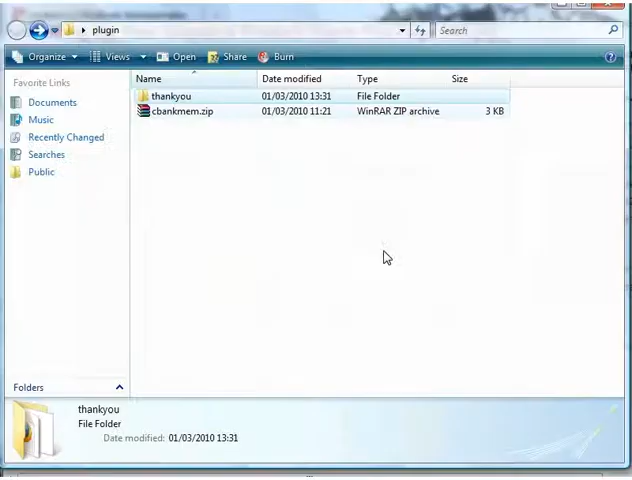 plugin
Search
Organize Views Open Share Burn
Favorite Links
Documents
Music
Recently Changed
Searches
Public
Folders
Name Date modified Type Size
thankyou 01/03/2010 13:31 File Folder
cbankmem.zip 01/03/2010 11:21 WinRAR ZIP archive 3 KB
thankyou
File Folder
Date modified: 01/03/2010 13:31